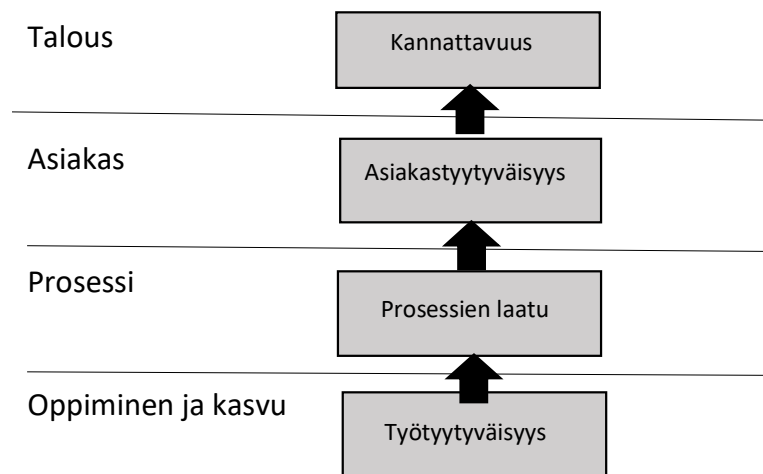 Talous
Kannattavuus
Asiakas
Asiakastyytyväisyys
Prosessi
Prosessien laatu
Oppiminen ja kasvu
Työtyytyväisyys